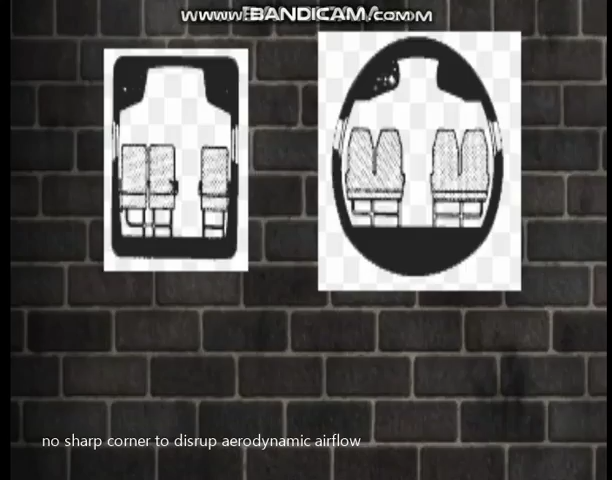 www.BANDICAM.com
no sharp corner to disrup aerodynamic airflow